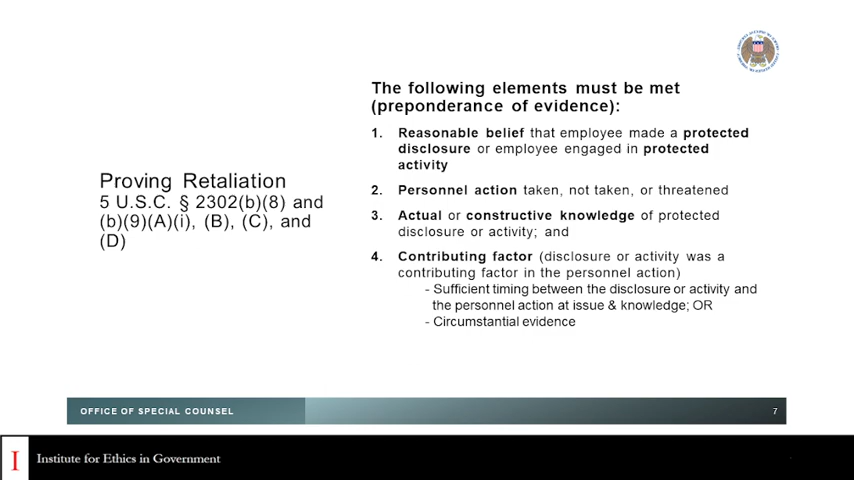 The following elements must be met
(preponderance of evidence):
1. Reasonable belief that employee made a protected
disclosure or employee engaged in protected
activity
Proving Retaliation
5 U.S.C. § 2302(b)(8) and
(b)(9)(A)(i), (B), (C), and
(D)
2. Personnel action taken, not taken, or threatened
3. Actual or constructive knowledge of protected
disclosure or activity; and
4. Contributing factor (disclosure or activity was a
contributing factor in the personnel action)
- Sufficient timing between the disclosure or activity and
the personnel action at issue & knowledge; OR
- Circumstantial evidence
OFFICE OF SPECIAL COUNSEL
7
I
Institute for Ethics in Government